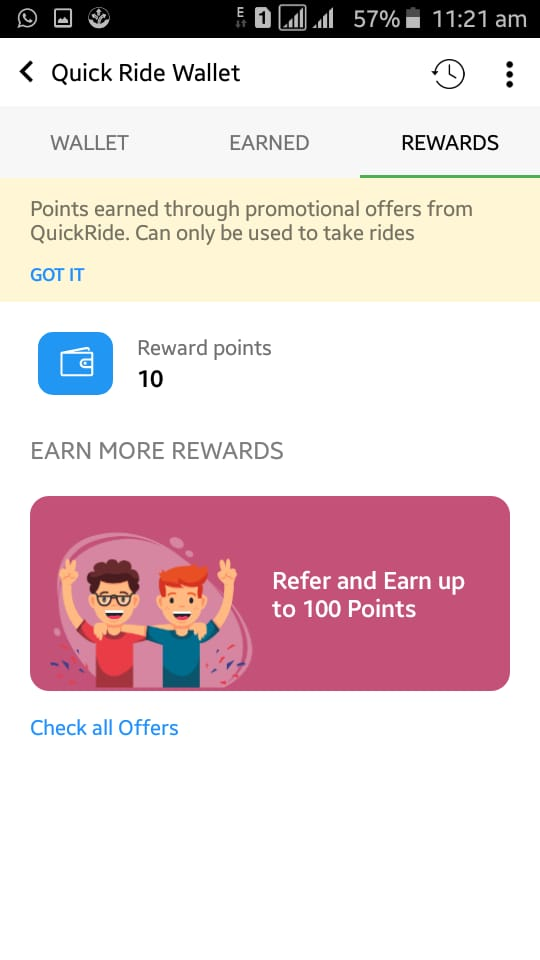 E 1 57% 11:21 am
Quick Ride Wallet
WALLET EARNED REWARDS
Points earned through promotional offers from
QuickRide. Can only be used to take rides
GOT IT
Reward points
10
EARN MORE REWARDS
Refer and Earn up
to 100 Points
Check all Offers